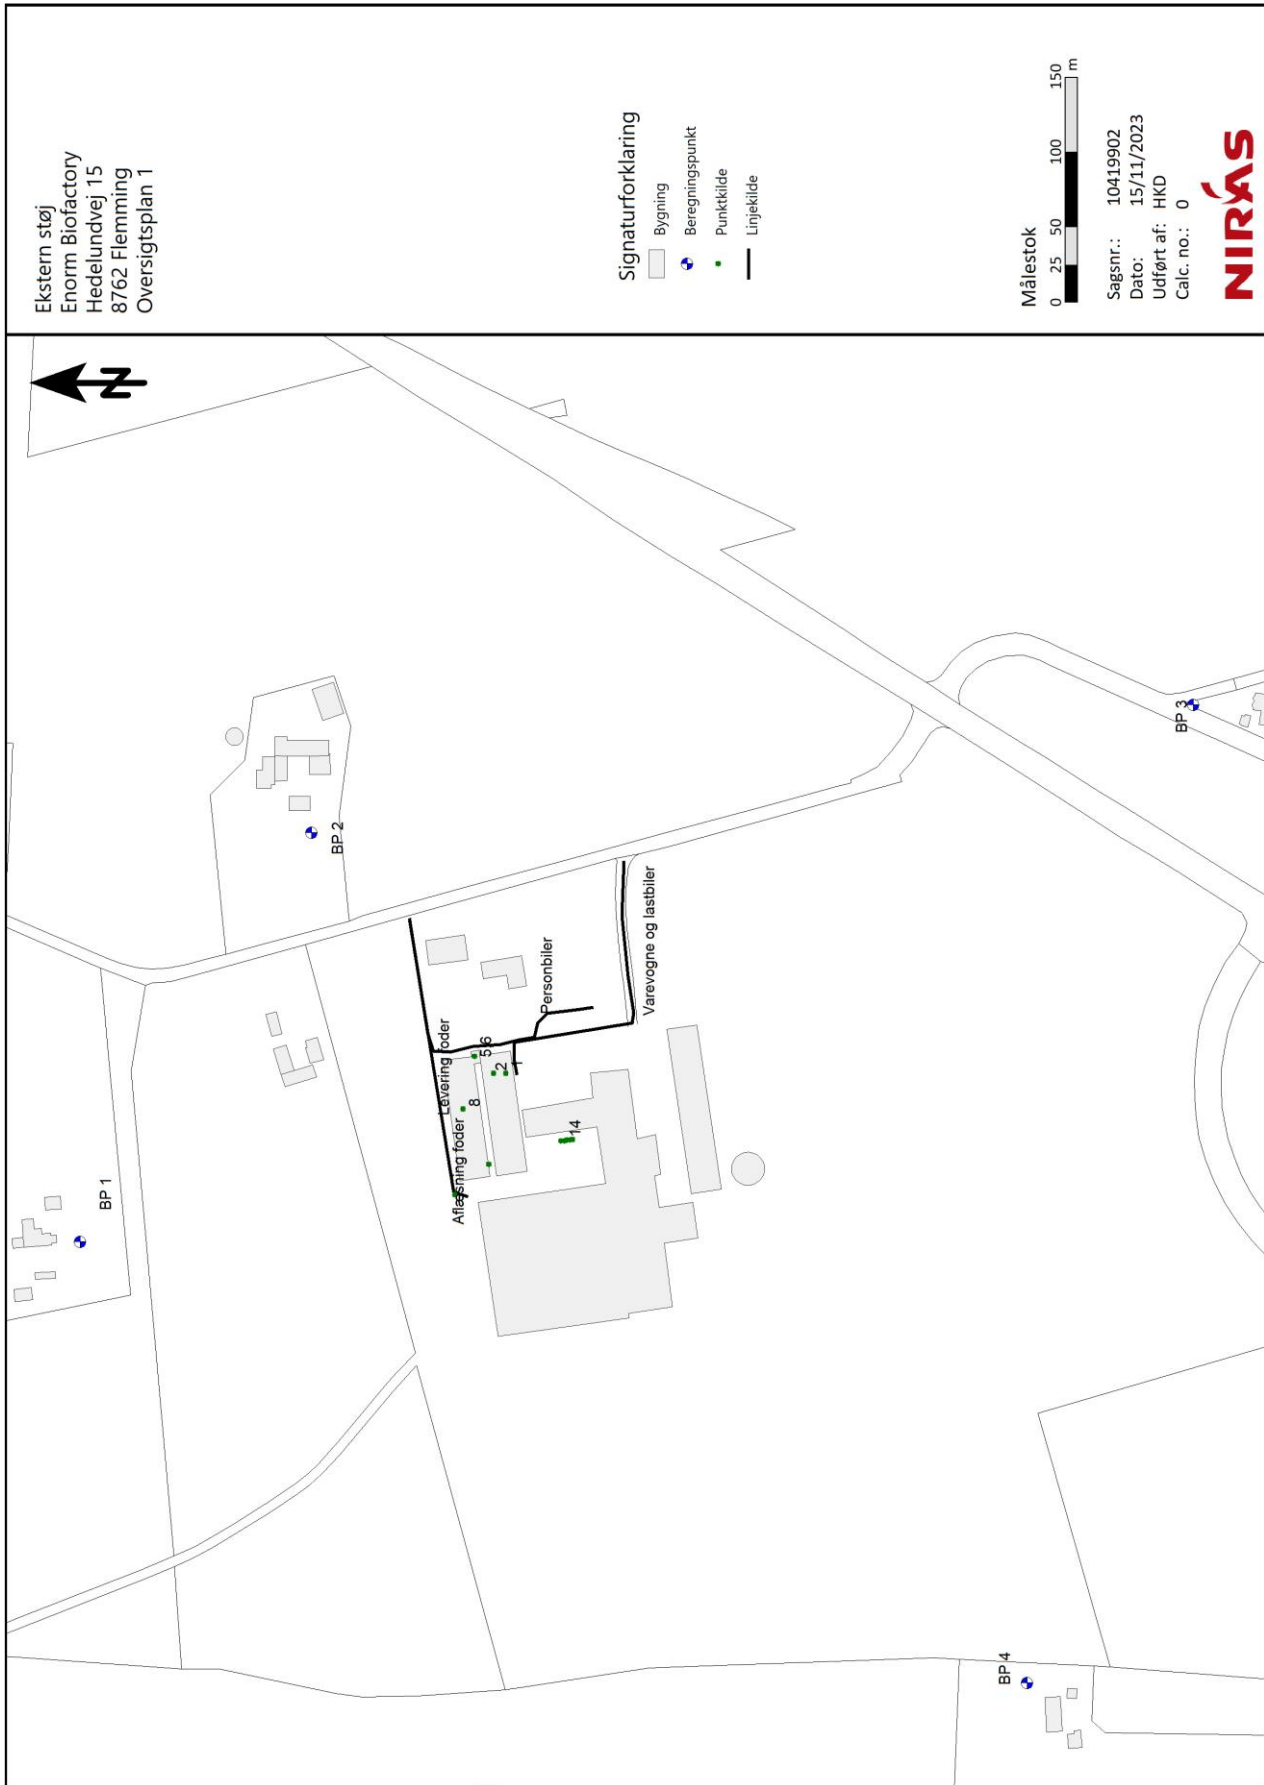 Ekstern støj
Enorm Biofactory
Hedelundvej 15
8762 Flemming
Oversigtsplan 1
Signaturforklaring
Bygning
Beregningspunkt
Punktkilde
Linjekilde
Målestok
0 25 50 100 150
m
Sagsnr.: 10419902
Dato: 15/11/2023
Udført af: HKD
Calc. no.: 0
NIRÁS
N
BP 1
BP 2
BP 3
BP 4
Levering foder
Aflæsning foder
Personbiler
Varevogne og lastbiler
5
6
2
1
8
14